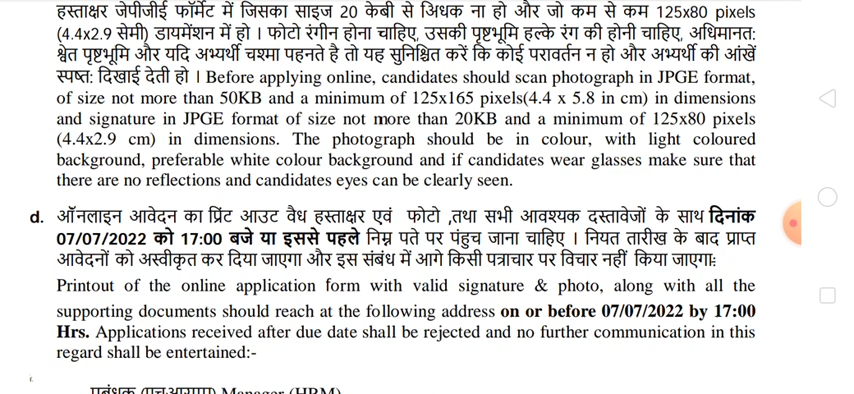 हस्ताक्षर जेपीजीई फॉर्मेट में हो जिसका साइज 20 केबी से अिधक ना हो और जो कम से कम 125x80 pixels
(4.4x2.9 सेमी) डायमेंशन में हो । फोटो रंगीन होना चाहिए, उसकी पृष्टभूमि हल्के रंग की होनी चाहिए, अधिमानत:
श्वेत पृष्टभूमि और यदि अभ्यर्थी चश्मा पहनते है तो यह सुनिश्चित करें कि कोई परावर्तन न हो और अभ्यर्थी की आंखें
स्पष्त: दिखाई देती हो । Before applying online, candidates should scan photograph in JPGE format,
of size not more than 50KB and a minimum of 125x165 pixels(4.4 x 5.8 in cm) in dimensions
and signature in JPGE format of size not more than 20KB and a minimum of 125x80 pixels
(4.4x2.9 cm) in dimensions. The photograph should be in colour, with light coloured
background, preferable white colour background and if candidates wear glasses make sure that
there are no reflections and candidates eyes can be clearly seen.
d. ऑनलाइन आवेदन का प्रिंट आउट वैध हस्ताक्षर एवं फोटो ,तथा सभी आवश्यक दस्तावेजों के साथ दिनांक
07/07/2022 को 17:00 बजे या इससे पहले निम्न पते पर पंहुच जाना चाहिए । नियत तारीख के बाद प्राप्त
आवेदनों को अस्वीकृत कर दिया जाएगा और इस संबंध में आगे किसी पत्राचार पर विचार नहीं किया जाएगा:
Printout of the online application form with valid signature & photo, along with all the
supporting documents should reach at the following address on or before 07/07/2022 by 17:00
Hrs. Applications received after due date shall be rejected and no further communication in this
regard shall be entertained:-
प्रबंधक (एच.आर.एम) Manager (HRM)